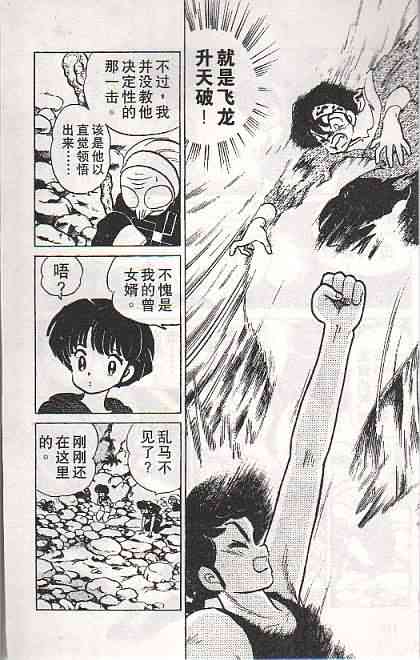 就是飞龙
升天破！
不过，我
并没教他
决定性的
那一击。
该是他以
直觉领悟
出来……
不愧是
我的曾
女婿。
唔？
乱马不
见了？
刚刚还
在这里
的。